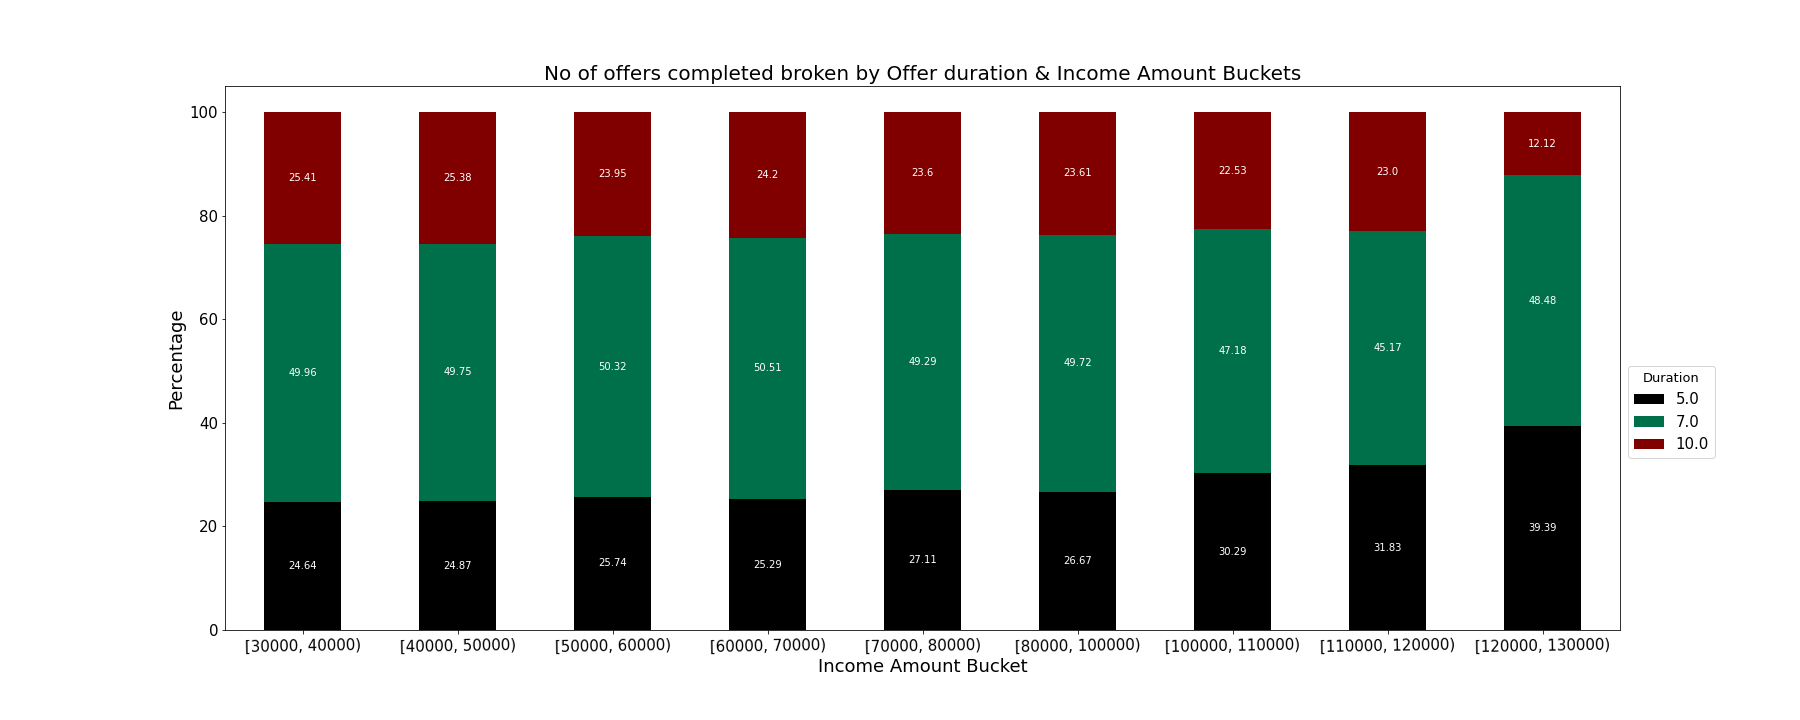 No of offers completed broken by Offer duration & Income Amount Buckets
Percentage
100
80
60
40
20
0
25.41 25.38 23.95 24.2 23.6 23.61 22.53 23.0 12.12
49.96 49.75 50.32 50.51 49.29 49.72 47.18 45.17 48.48
24.64 24.87 25.74 25.29 27.11 26.67 30.29 31.83 39.39
[30000, 40000) [40000, 50000) [50000, 60000) [60000, 70000) [70000, 80000) [80000, 100000) [100000, 110000) [110000, 120000) [120000, 130000)
Income Amount Bucket
Duration
5.0
7.0
10.0